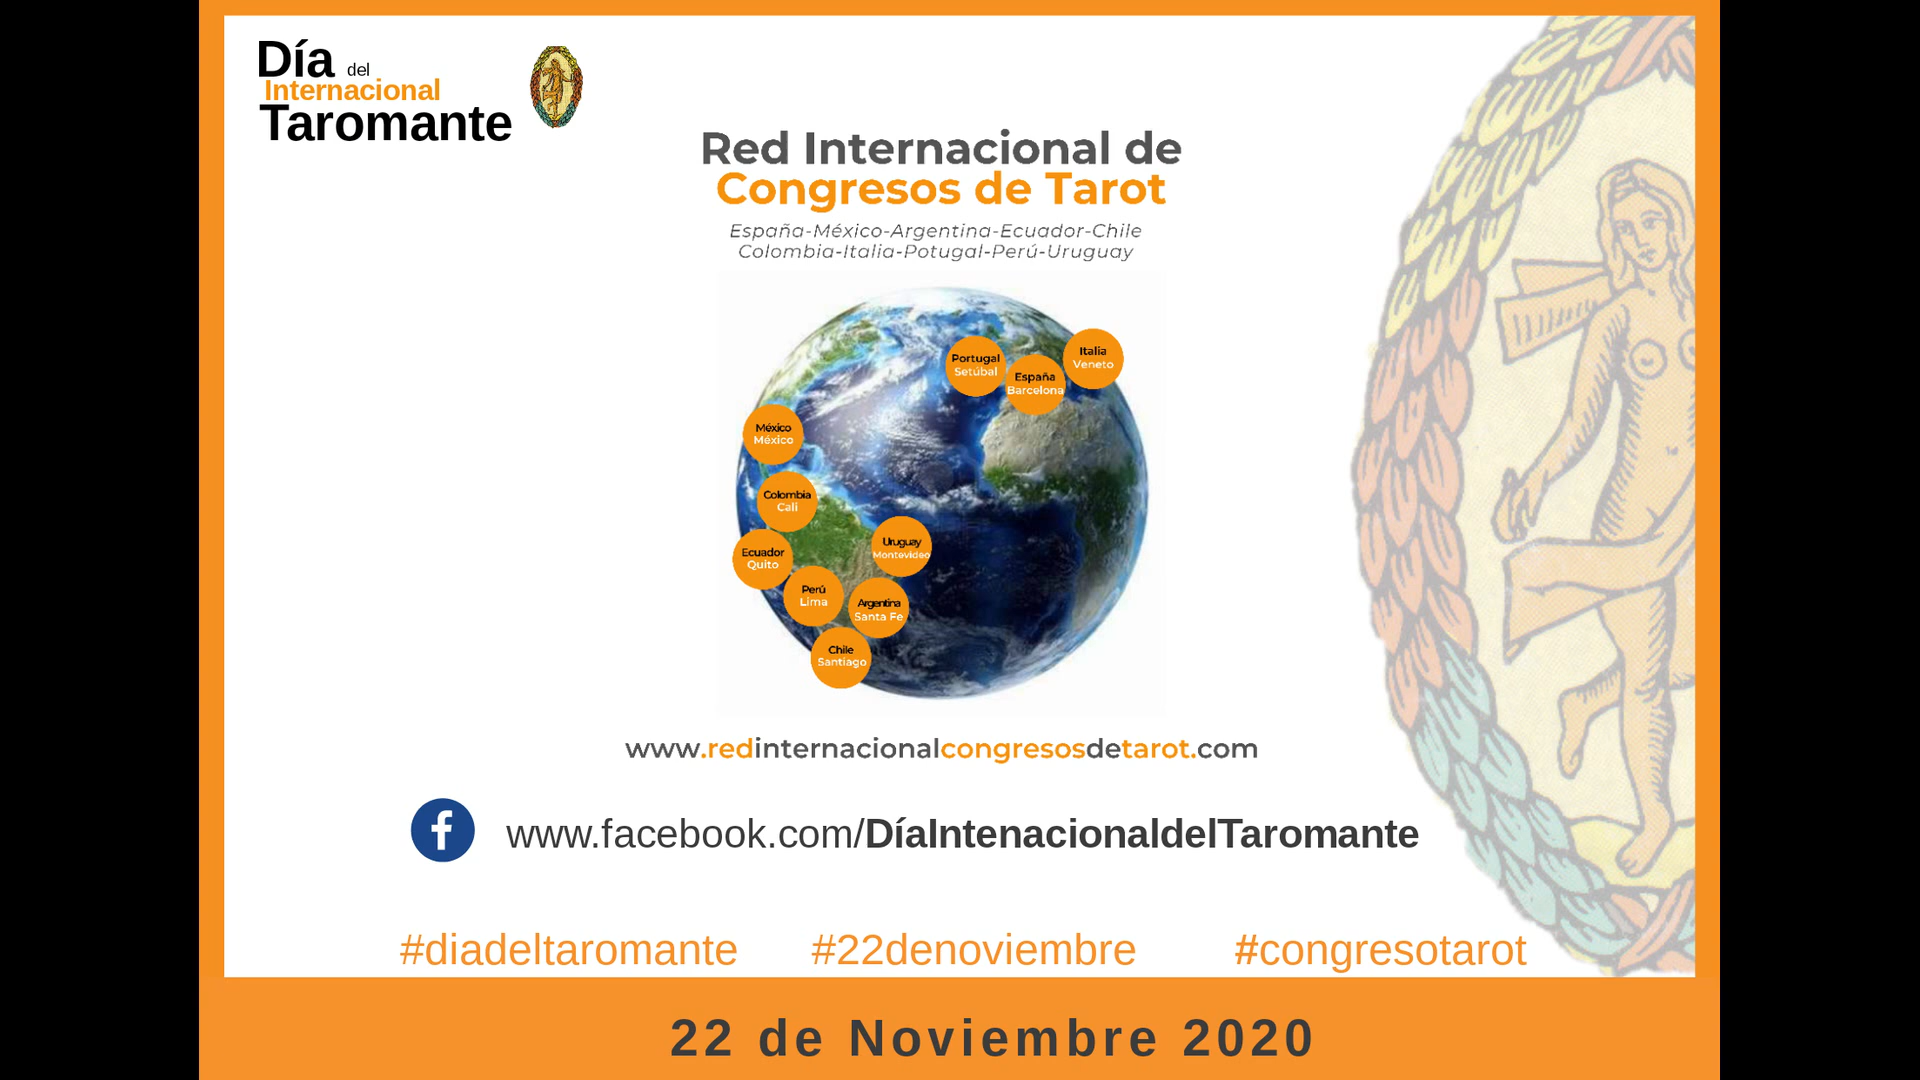 Día del
Internacional
Taromante
Red Internacional de
Congresos de Tarot
España-México-Argentina-Ecuador-Chile
Colombia-Italia-Potugal-Perú-Uruguay
Portugal
Setúbal
España
Barcelona
Italia
Veneto
México
México
Colombia
Cali
Ecuador
Quito
Uruguay
Montevideo
Perú
Lima
Argentina
Santa Fe
Chile
Santiago
www.redinternacionalcongresosdetarot.com
www.facebook.com/DíaIntenacionaldelTaromante
#diadeltaromante #22denoviembre #congresotarot
22 de Noviembre 2020